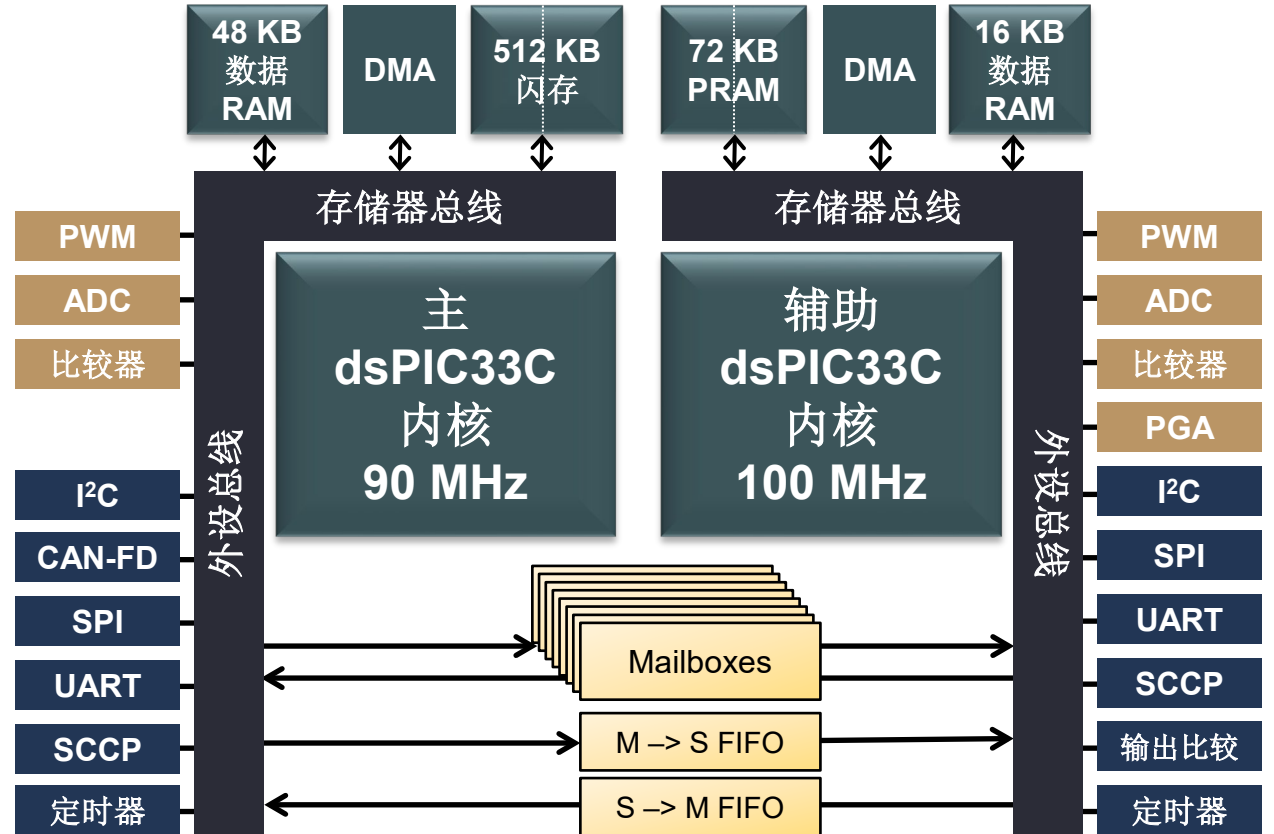 48 KB
数据
RAM
DMA
512 KB
闪存
72 KB
PRAM
DMA
16 KB
数据
RAM
存储器总线
存储器总线
PWM
ADC
比较器
I²C
CAN-FD
SPI
UART
SCCP
定时器
外设总线
主
dsPIC33C
内核
90 MHz
辅助
dsPIC33C
内核
100 MHz
外设总线
PWM
ADC
比较器
PGA
I²C
SPI
UART
SCCP
输出比较
定时器
Mailboxes
M –> S FIFO
S –> M FIFO